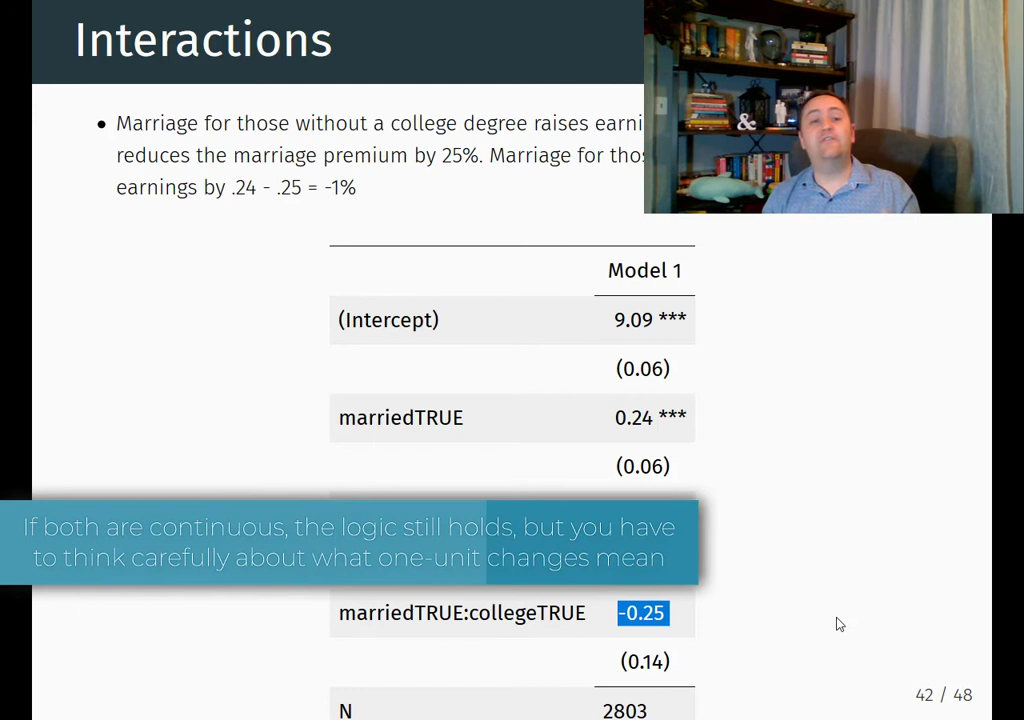 Interactions
Marriage for those without a college degree raises earni
reduces the marriage premium by 25%. Marriage for thos
earnings by .24 - .25 = -1%
&
Model 1
(Intercept) 9.09 ***
(0.06)
marriedTRUE 0.24 ***
(0.06)
If both are continuous, the logic still holds, but you have
to think carefully about what one-unit changes mean
marriedTRUE:collegeTRUE -0.25
(0.14)
N 2803
42 / 48